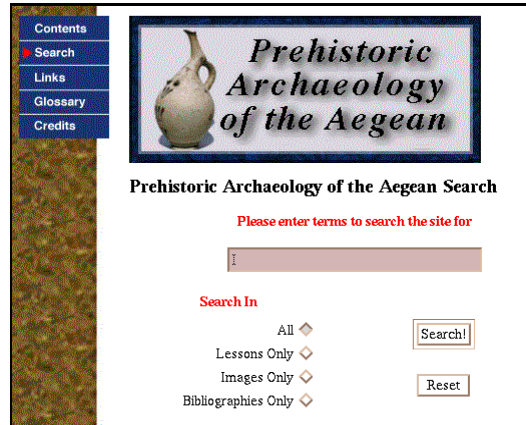 Contents
Search
Links
Glossary
Credits
Prehistoric
Archaeology
of the Aegean
Prehistoric Archaeology of the Aegean Search
Please enter terms to search the site for
Search In
All
Lessons Only
Images Only
Bibliographies Only
Search!
Reset